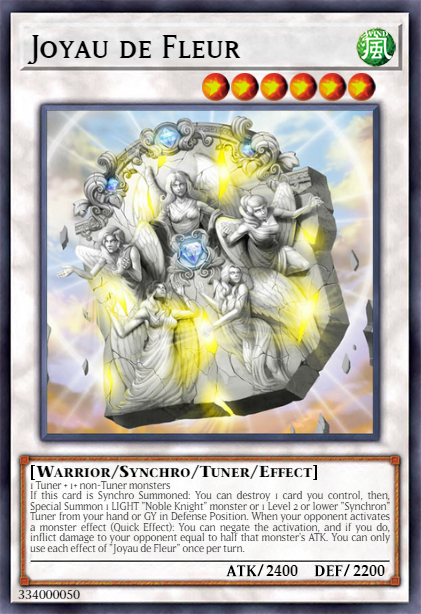 Joyau de Fleur
WIND
風
[Warrior/Synchro/Tuner/Effect]
1 Tuner + 1+ non-Tuner monsters
If this card is Synchro Summoned: You can destroy 1 card you control, then,
Special Summon 1 LIGHT "Noble Knight" monster or 1 Level 2 or lower "Synchron"
Tuner from your hand or GY in Defense Position. When your opponent activates
a monster effect (Quick Effect): You can negate the activation, and if you do,
inflict damage to your opponent equal to half that monster's ATK. You can only
use each effect of "Joyau de Fleur" once per turn.
ATK/2400 DEF/2200
334000050